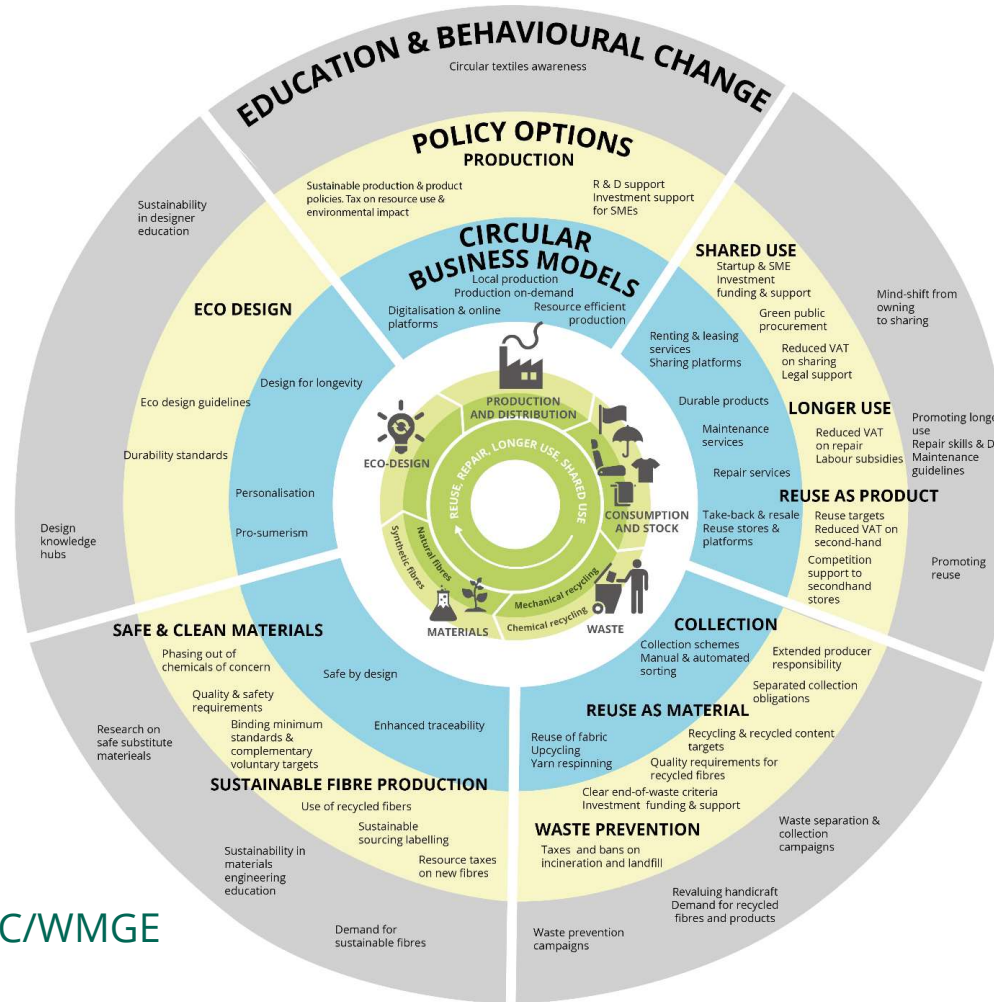 EDUCATION & BEHAVIOURAL CHANGE
Circular textiles awareness
POLICY OPTIONS
PRODUCTION
Sustainable production & product
policies. Tax on resource use &
environmental impact
R & D support
Investment support
for SMEs
CIRCULAR
BUSINESS MODELS
Local production
Production on-demand
Digitalisation & online
platforms
Resource efficient
production
Sustainability
in designer
education
ECO DESIGN
Design for longevity
Eco design guidelines
Durability standards
Personalisation
Pro-sumerism
Design
knowledge
hubs
SHARED USE
Startup & SME
Investment
funding & support
Green public
procurement
Reduced VAT
on sharing
Legal support
Mind-shift from
owning
to sharing
Renting & leasing
services
Sharing platforms
Durable products
Maintenance
services
Repair services
LONGER USE
Reduced VAT
on repair
Labour subsidies
Promoting longe
use
Repair skills & D
Maintenance
guidelines
REUSE AS PRODUCT
Take-back & resale
Reuse stores &
platforms
Reuse targets
Reduced VAT on
second-hand
Competition
support to
secondhand
stores
Promoting
reuse
PRODUCTION
AND DISTRIBUTION
ECO-DESIGN
REUSE, REPAIR, LONGER USE, SHARED USE
CONSUMPTION
AND STOCK
Synthetic fibres
Natural fibres
Mechanical recycling
Chemical recycling
MATERIALS
WASTE
SAFE & CLEAN MATERIALS
Phasing out of
chemicals of concern
Safe by design
Quality & safety
requirements
Enhanced traceability
Binding minimum
standards &
complementary
voluntary targets
Research on
safe substitute
materieals
SUSTAINABLE FIBRE PRODUCTION
Use of recycled fibers
Sustainable
sourcing labelling
Resource taxes
on new fibres
Sustainability in
materials
engineering
education
Demand for
sustainable fibres
COLLECTION
Collection schemes
Manual & automated
sorting
Extended producer
responsibility
Separated collection
obligations
REUSE AS MATERIAL
Reuse of fabric
Upcycling
Yarn respinning
Recycling & recycled content
targets
Quality requirements for
recycled fibres
Clear end-of-waste criteria
Investment funding & support
WASTE PREVENTION
Taxes and bans on
incineration and landfill
Waste separation &
collection
campaigns
Revaluing handicraft
Demand for recycled
fibres and products
Waste prevention
campaigns
C/WMGE